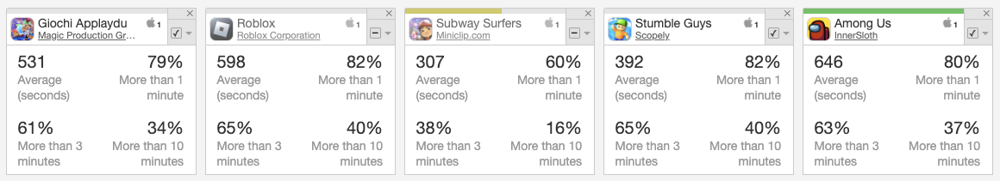 Giochi Applaydu
1
Magic Production Gr...
531
79%
Average
(seconds)
More than 1
minute
61%
34%
More than 3
minutes
More than 10
minutes
Roblox
1
Roblox Corporation
598
82%
Average
(seconds)
More than 1
minute
65%
40%
More than 3
minutes
More than 10
minutes
Subway Surfers
1
Miniclip.com
307
60%
Average
(seconds)
More than 1
minute
38%
16%
More than 3
minutes
More than 10
minutes
Stumble Guys
1
Scopely
392
82%
Average
(seconds)
More than 1
minute
65%
40%
More than 3
minutes
More than 10
minutes
Among Us
1
InnerSloth
646
80%
Average
(seconds)
More than 1
minute
63%
37%
More than 3
minutes
More than 10
minutes